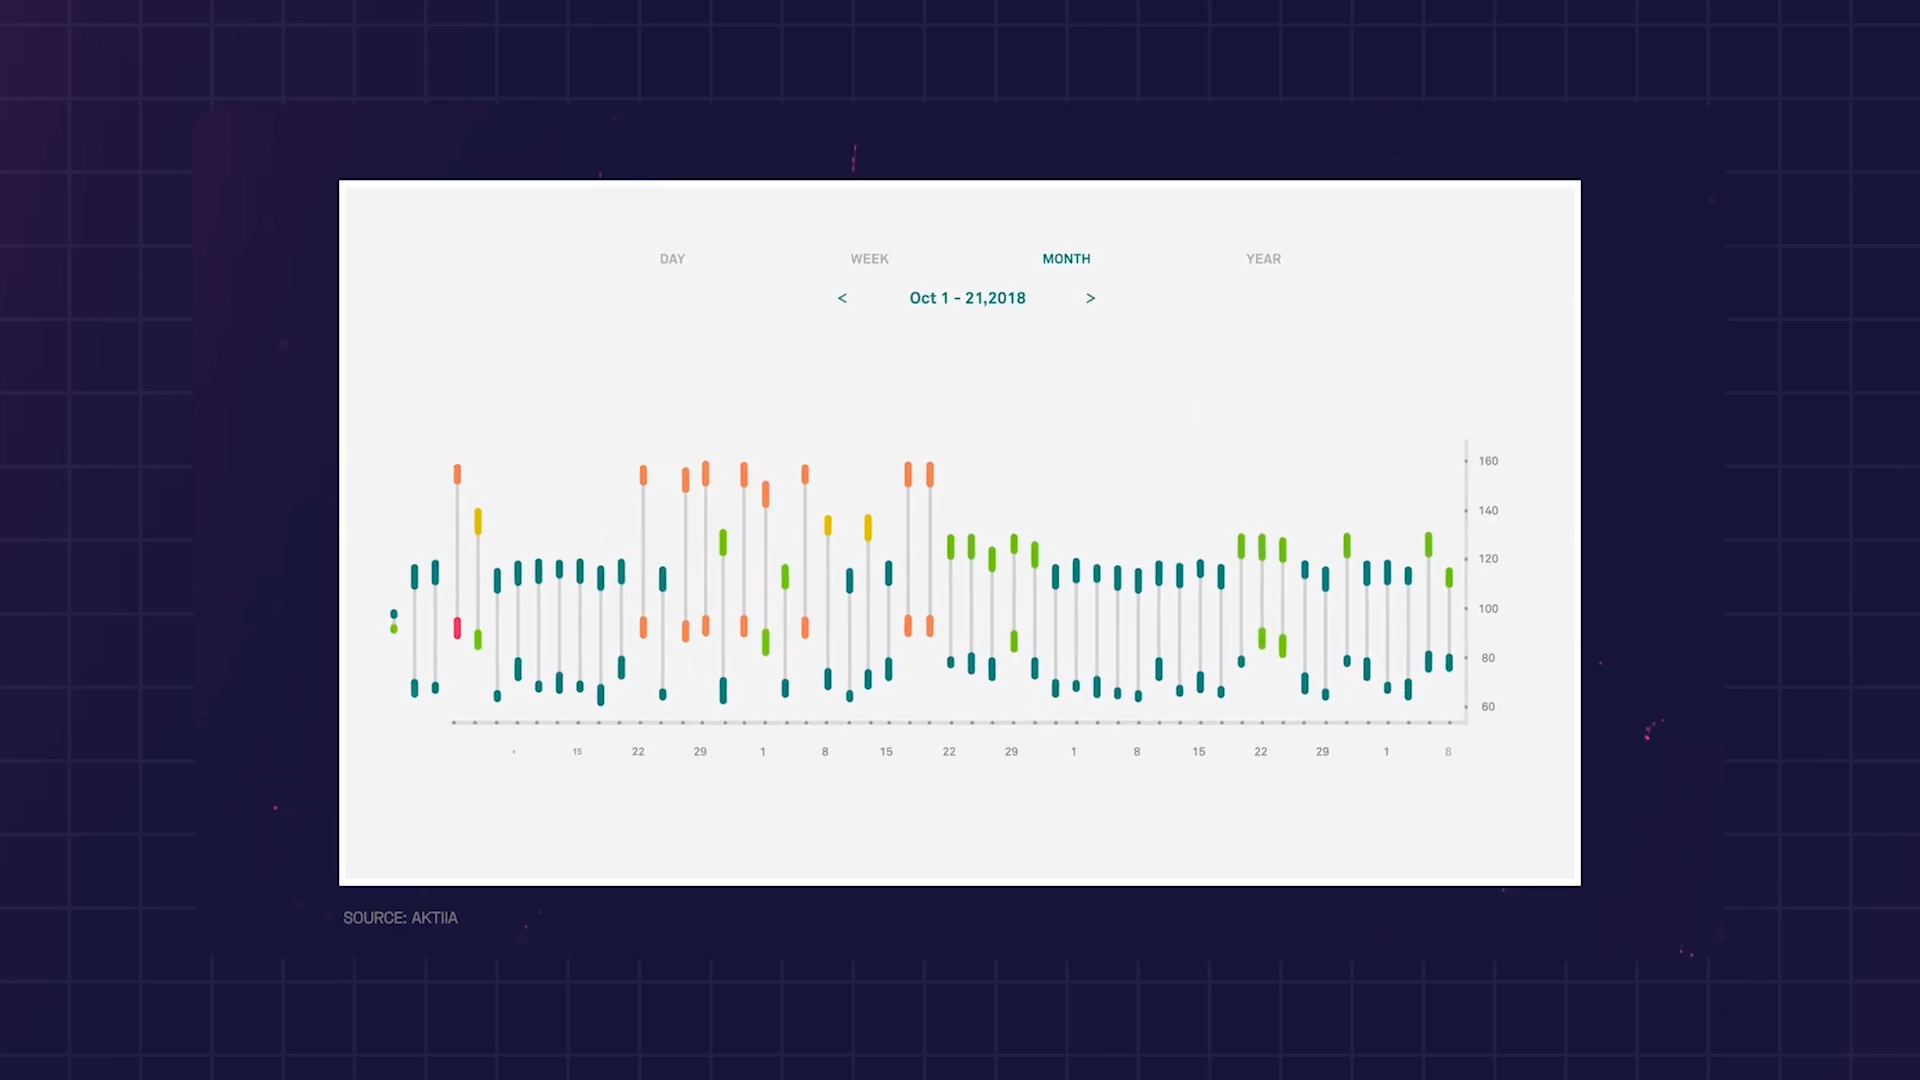 DAY WEEK MONTH YEAR
< Oct 1 - 21,2018 >
160
140
120
100
80
60
15 22 29 1 8 15 22 29 1 8 15 22 29 1 8
SOURCE: AKTIIA